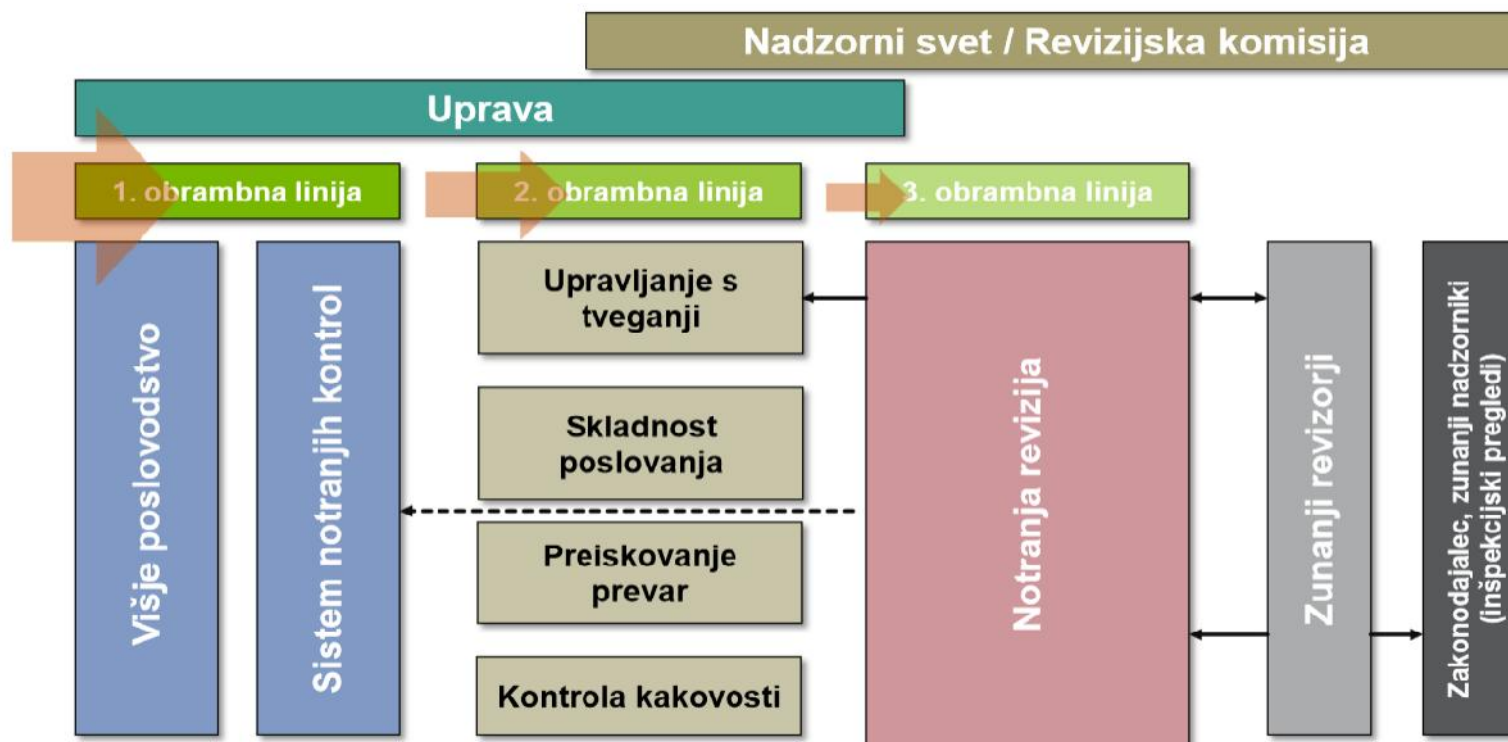 Nadzorni svet / Revizijska komisija
Uprava
1. obrambna linija
2. obrambna linija
3. obrambna linija
Višje poslovodstvo
Sistem notranjih kontrol
Upravljanje s
tveganji
Skladnost
poslovanja
Preiskovanje
prevar
Kontrola kakovosti
Notranja revizija
Zunanji revizorji
Zakonodajalec, zunanji nadzorniki
(inšpekcijski pregledi)